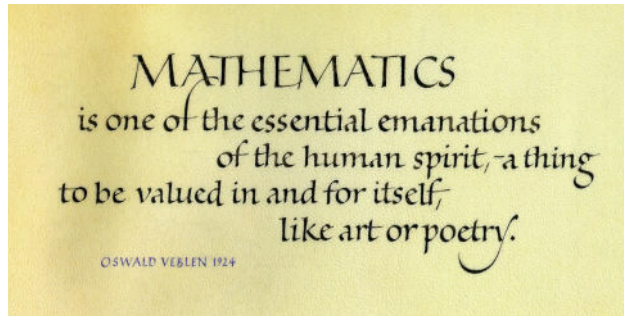 MATHEMATICS
is one of the essential emanations
of the human spirit,-a thing
to be valued in and for itself,-
like art or poetry.
OSWALD VEBLEN 1924